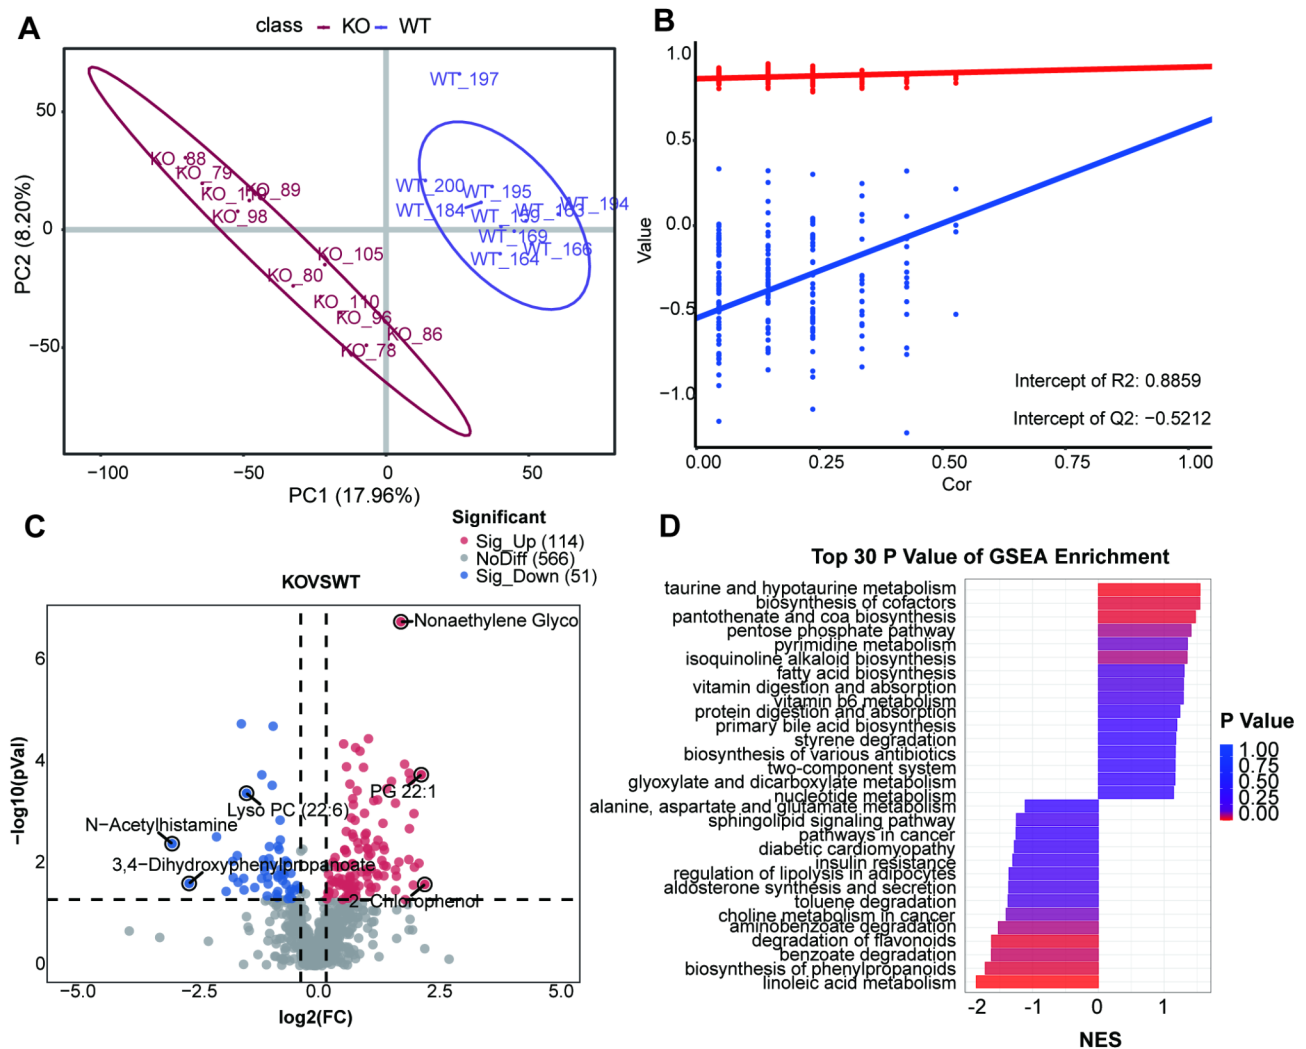 A
class KO WT
WT_197
50
KO_88
KO_79
KO_89
KO_98
WT_200
WT_195
WT_194
WT_184
WT_163
WT_159
0
WT_169
WT_166
WT_164
KO_105
KO_80
KO_110
KO_96
KO_86
KO_78
−50
PC2 (8.20%)
−100 −50 0 50
PC1 (17.96%)
B
1.0
0.5
0.0
−0.5
−1.0
Value
Intercept of R2: 0.8859
Intercept of Q2: −0.5212
0.00 0.25 0.50 0.75 1.00
Cor
C
Significant
Sig_Up (114)
NoDiff (566)
Sig_Down (51)
KOVSWT
Nonaethylene Glyco
6
4
PG 22:1
Lyso PC (22:6)
N−Acetylhistamine
2
3,4−Dihydroxyphenylpropanoate
2−Chlorophenol
0
−log10(pVal)
−5.0 −2.5 0.0 2.5 5.0
log2(FC)
D
Top 30 P Value of GSEA Enrichment
taurine and hypotaurine metabolism
biosynthesis of cofactors
pantothenate and coa biosynthesis
pentose phosphate pathway
pyrimidine metabolism
isoquinoline alkaloid biosynthesis
fatty acid biosynthesis
vitamin digestion and absorption
vitamin b6 metabolism
protein digestion and absorption
primary bile acid biosynthesis
styrene degradation
biosynthesis of various antibiotics
two-component system
glyoxylate and dicarboxylate metabolism
nucleotide metabolism
alanine, aspartate and glutamate metabolism
sphingolipid signaling pathway
pathways in cancer
diabetic cardiomyopathy
insulin resistance
regulation of lipolysis in adipocytes
aldosterone synthesis and secretion
toluene degradation
choline metabolism in cancer
aminobenzoate degradation
degradation of flavonoids
benzoate degradation
biosynthesis of phenylpropanoids
linoleic acid metabolism
-2 -1 0 1
NES
P Value
1.00
0.75
0.50
0.25
0.00